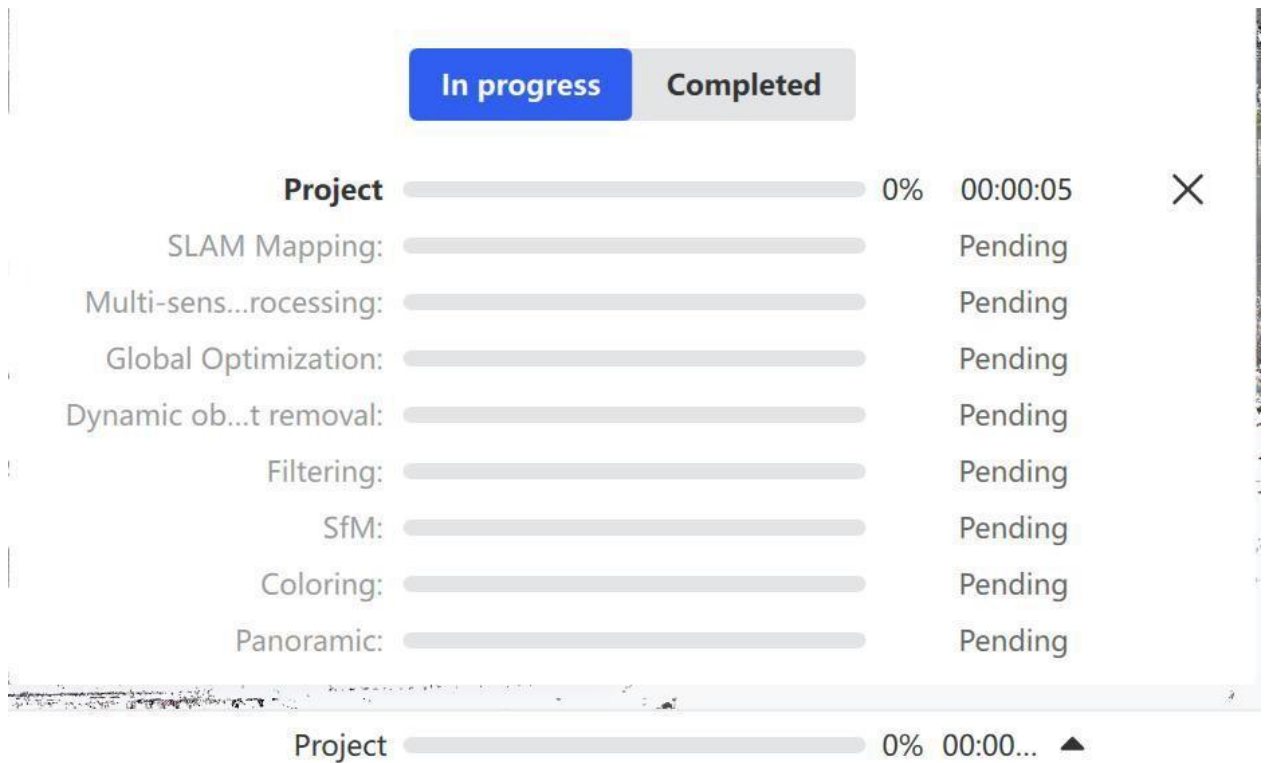 In progress Completed
Project 0% 00:00:05
SLAM Mapping: Pending
Multi-sens...rocessing: Pending
Global Optimization: Pending
Dynamic ob...t removal: Pending
Filtering: Pending
SfM: Pending
Coloring: Pending
Panoramic: Pending
Project 0% 00:00...